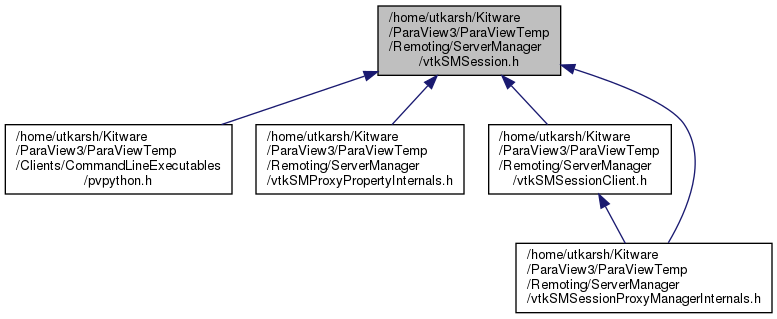 /home/utkarsh/Kitware
/ParaView3/ParaViewTemp
/Remoting/ServerManager
/vtkSMSession.h
/home/utkarsh/Kitware
/ParaView3/ParaViewTemp
/Clients/CommandLineExecutables
/pvpython.h
/home/utkarsh/Kitware
/ParaView3/ParaViewTemp
/Remoting/ServerManager
/vtkSMProxyPropertyInternals.h
/home/utkarsh/Kitware
/ParaView3/ParaViewTemp
/Remoting/ServerManager
/vtkSMSessionClient.h
/home/utkarsh/Kitware
/ParaView3/ParaViewTemp
/Remoting/ServerManager
/vtkSMSessionProxyManagerInternals.h